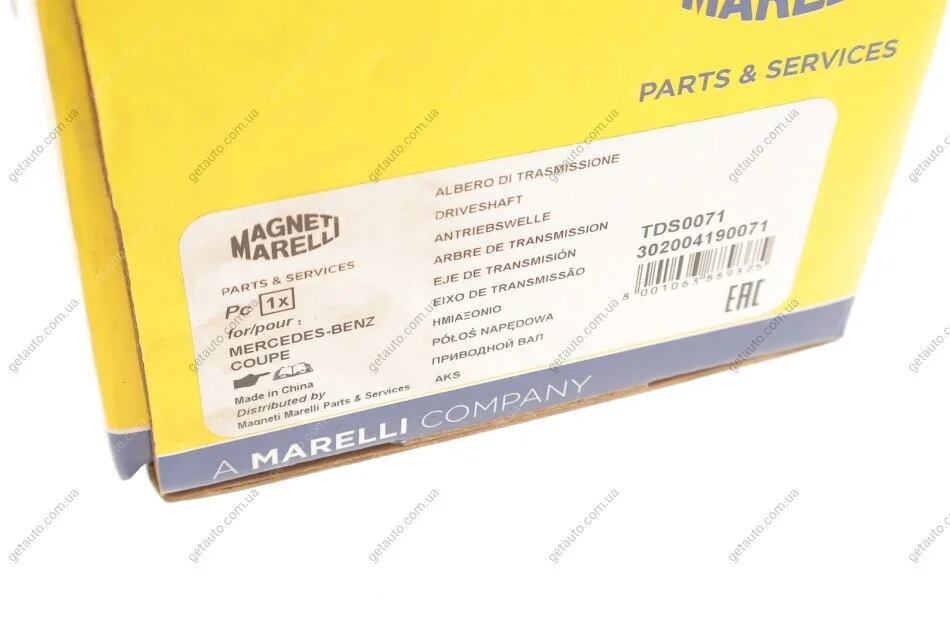 MARELLI
PARTS & SERVICES
MAGNETI
MARELLI
PARTS & SERVICES
Pc 1x
for/pour :
MERCEDES-BENZ
COUPE
Made in China
Distributed by
Magneti Marelli Parts & Services
ALBERO DI TRASMISSIONE
DRIVESHAFT
ANTRIEBSWELLE
ARBRE DE TRANSMISSION
EJE DE TRANSMISIÓN
EIXO DE TRANSMISSÃO
ΗΜΙΑΞΟΝΙΟ
PÓŁOŚ NAPĘDOWA
ПРИВОДНОЙ ВАЛ
AKS
TDS0071
302004190071
8 001063 889375
EAC
A MARELLI COMPANY
getauto.com.ua